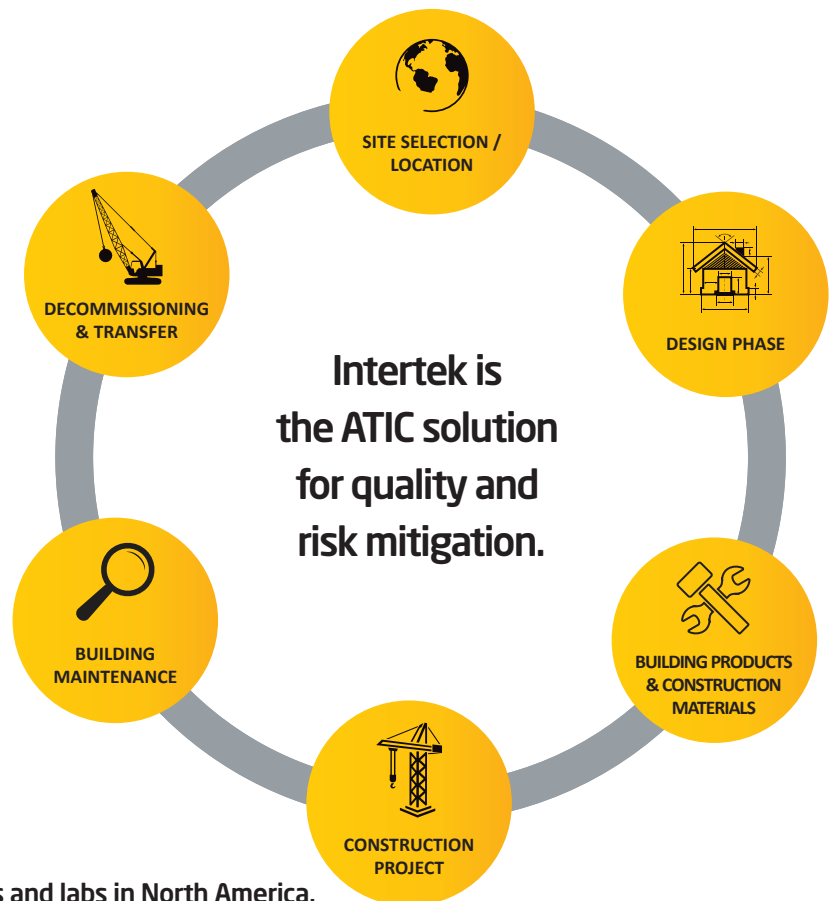 SITE SELECTION /
LOCATION
DESIGN PHASE
BUILDING PRODUCTS
& CONSTRUCTION
MATERIALS
CONSTRUCTION
PROJECT
BUILDING
MAINTENANCE
DECOMMISSIONING
& TRANSFER
Intertek is
the ATIC solution
for quality and
risk mitigation.
and labs in North America.